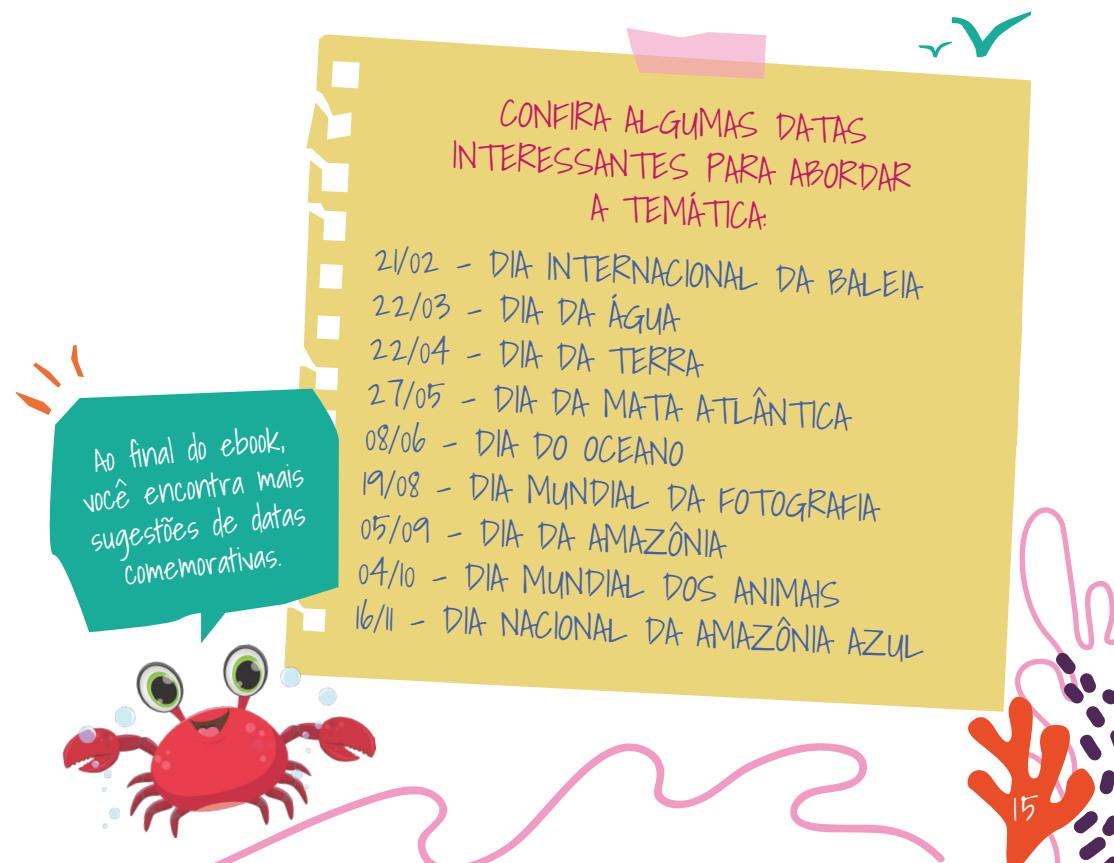 CONFIRA ALGUMAS DATAS
INTERESSANTES PARA ABORDAR
A TEMÁTICA:
21/02 - DIA INTERNACIONAL DA BALEIA
22/03 - DIA DA ÁGUA
22/04 - DIA DA TERRA
27/05 - DIA DA MATA ATLÂNTICA
08/06 - DIA DO OCEANO
19/08 - DIA MUNDIAL DA FOTOGRAFIA
05/09 - DIA DA AMAZÔNIA
04/10 - DIA MUNDIAL DOS ANIMAIS
16/11 - DIA NACIONAL DA AMAZÔNIA AZUL
Ao final do ebook,
você encontra mais
sugestões de datas
comemorativas.
15